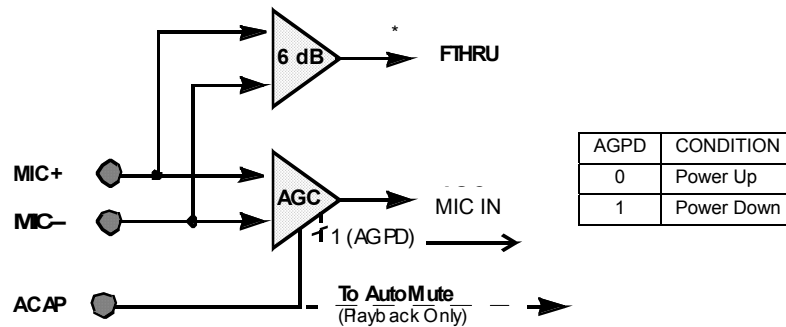 *
6 dB
FTHRU
MIC+
AGC
MIC IN
MIC–
1 (AGPD)
ACAP
To AutoMute
(Playback Only)
AGPD CONDITION
0 Power Up
1 Power Down